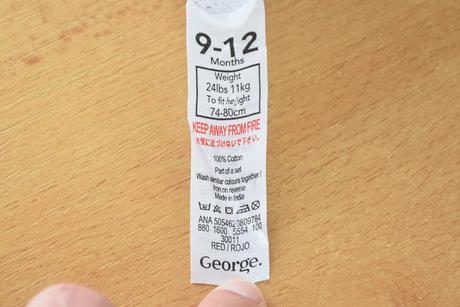 9-12
Months
Weight
24lbs 11kg
To fit height
74-80cm
KEEP AWAY FROM FIRE
火気に近づけないで下さい。
100% Cotton
Part of a set
Wash similar colours together /
Iron on reverse
Made in India
ANA 5054620809784
880 1600 5554 100
30011
RED / ROJO
George.